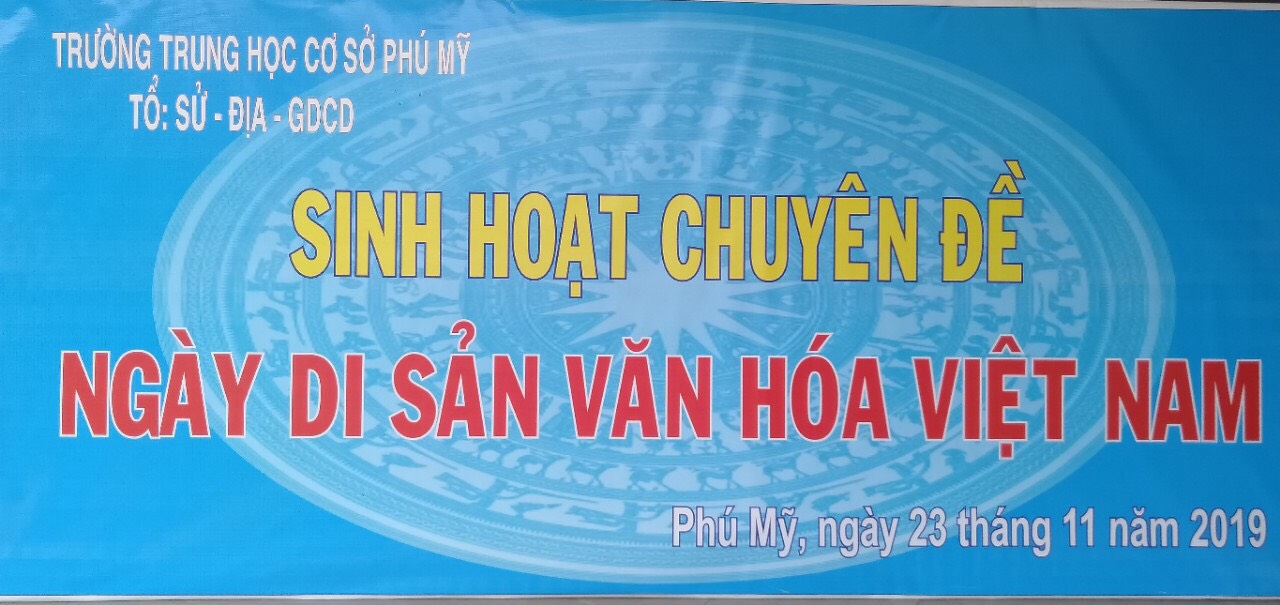 TRƯỜNG TRUNG HỌC CƠ SỞ PHÚ MỸ
TỔ: SỬ - ĐỊA - GDCD
SINH HOẠT CHUYÊN ĐỀ
NGÀY DI SẢN VĂN HÓA VIỆT NAM
Phú Mỹ, ngày 23 tháng 11 năm 2019